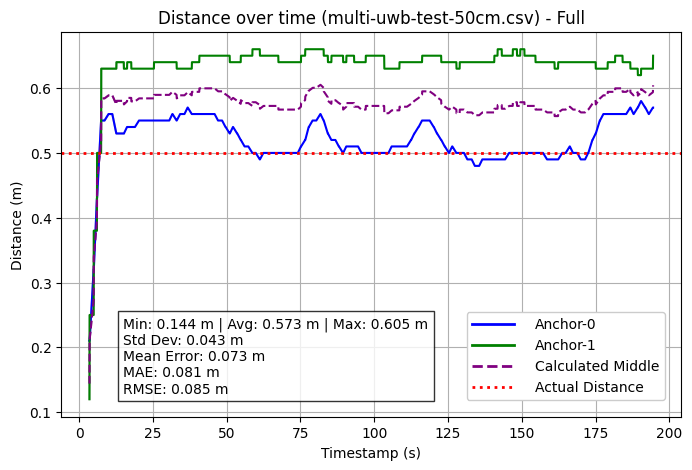 Distance over time (multi-uwb-test-50cm.csv) - Full
Distance (m)
0.6
0.5
0.4
0.3
0.2
0.1
Min: 0.144 m | Avg: 0.573 m | Max: 0.605 m
Std Dev: 0.043 m
Mean Error: 0.073 m
MAE: 0.081 m
RMSE: 0.085 m
Anchor-0
Anchor-1
Calculated Middle
Actual Distance
0 25 50 75 100 125 150 175 200
Timestamp (s)